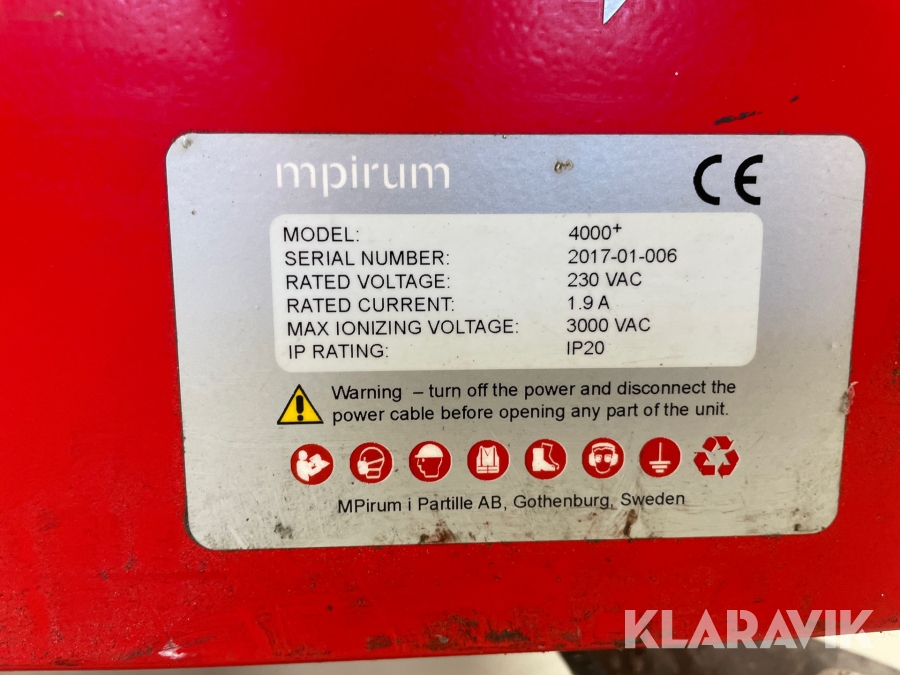 mpirum CE
MODEL: 4000+
SERIAL NUMBER: 2017-01-006
RATED VOLTAGE: 230 VAC
RATED CURRENT: 1.9 A
MAX IONIZING VOLTAGE: 3000 VAC
IP RATING: IP20
Warning – turn off the power and disconnect the
power cable before opening any part of the unit.
MPirum i Partille AB, Gothenburg, Sweden
KLARAVIK